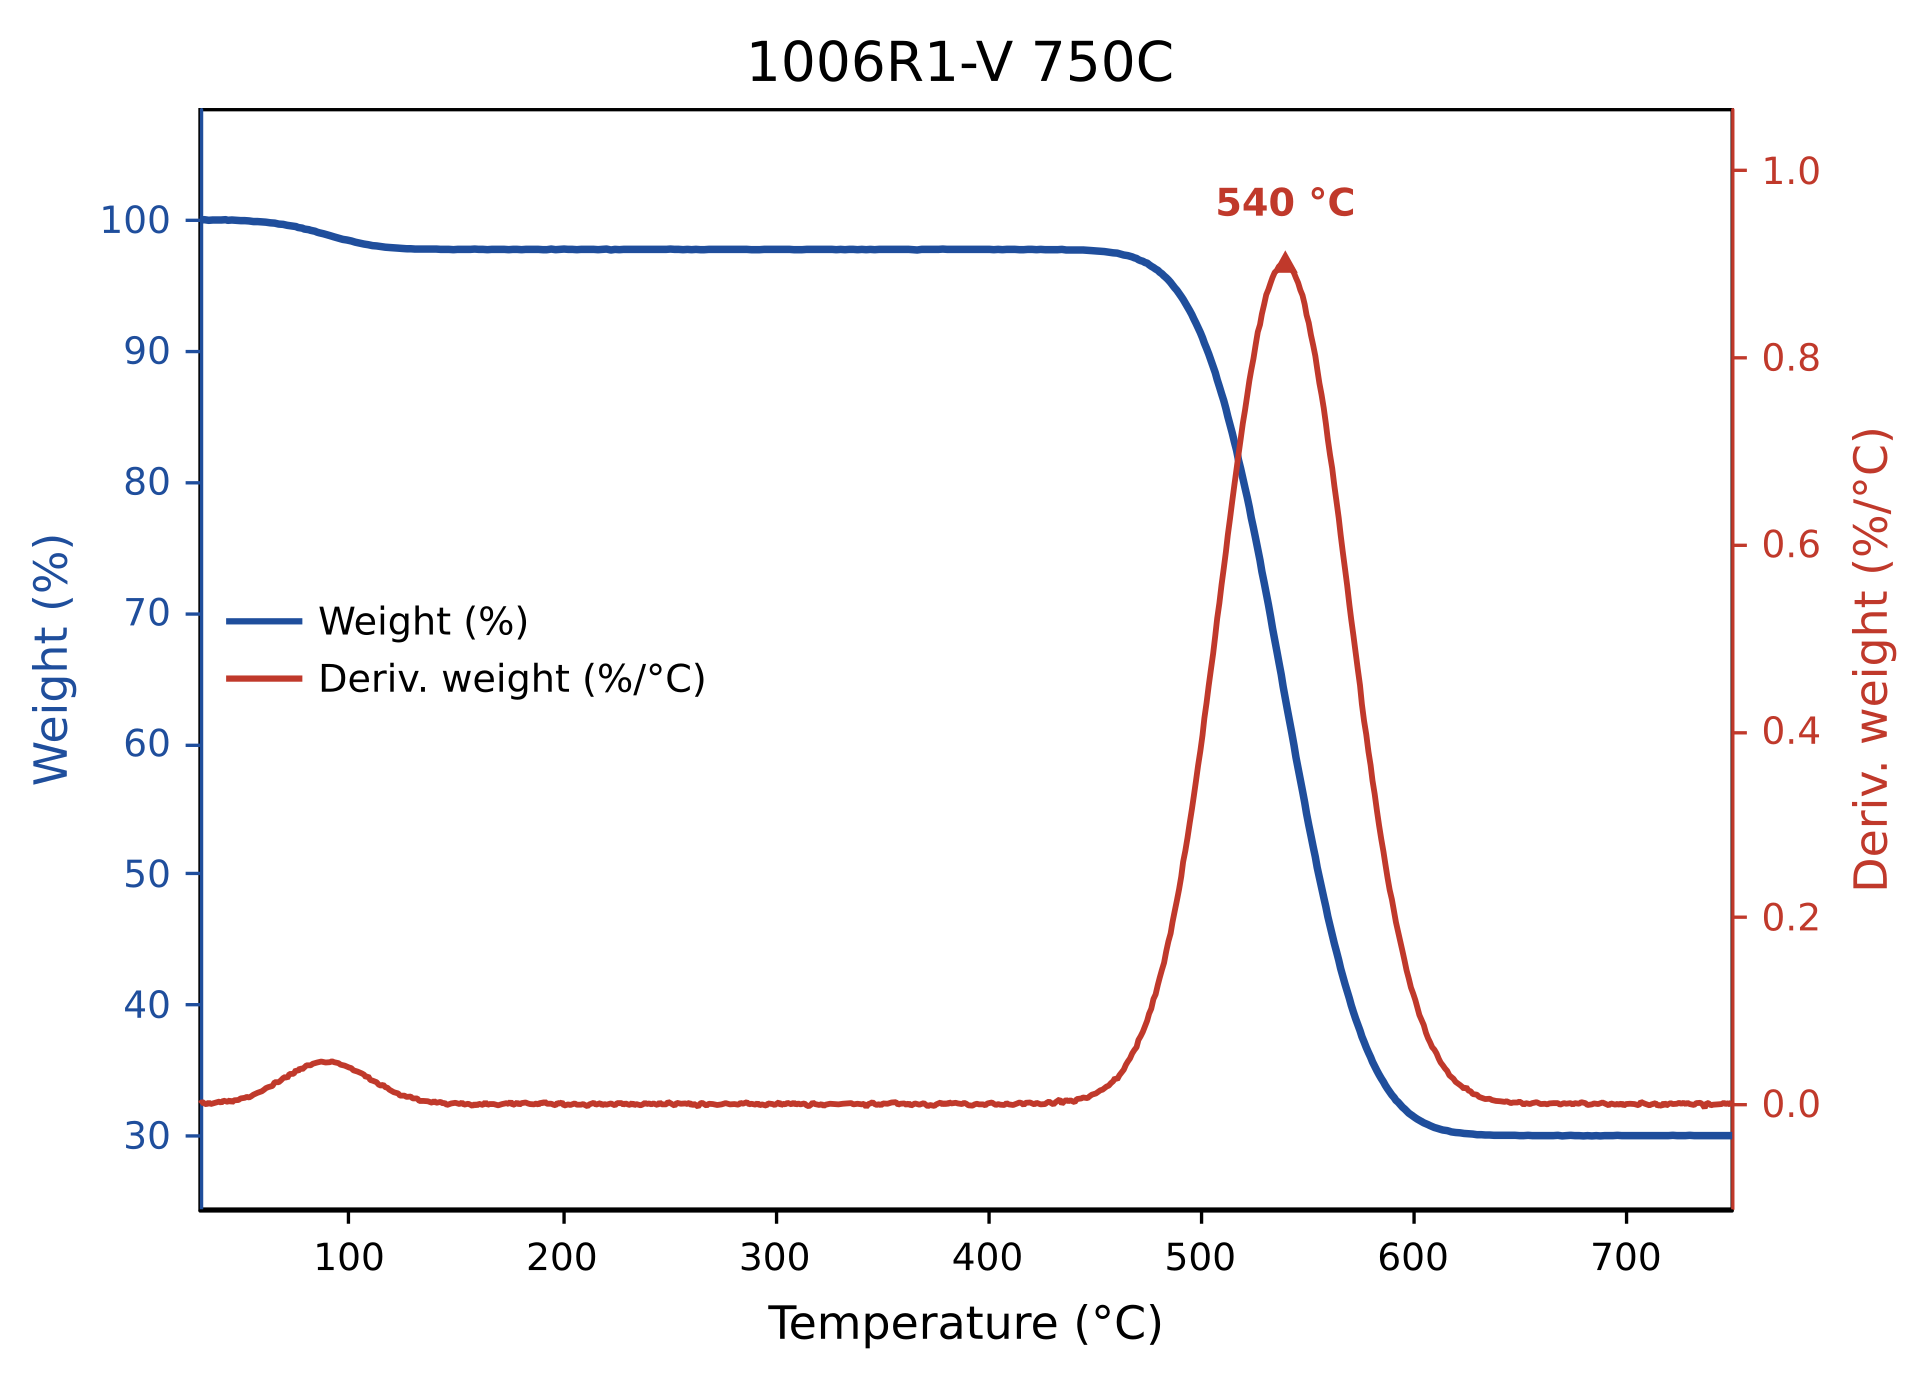 1006R1-V 750C
540 °C
Weight (%)
100
90
80
70
60
50
40
30
Weight (%)
Deriv. weight (%/°C)
1.0
0.8
0.6
0.4
0.2
0.0
Deriv. weight (%/°C)
100 200 300 400 500 600 700
Temperature (°C)